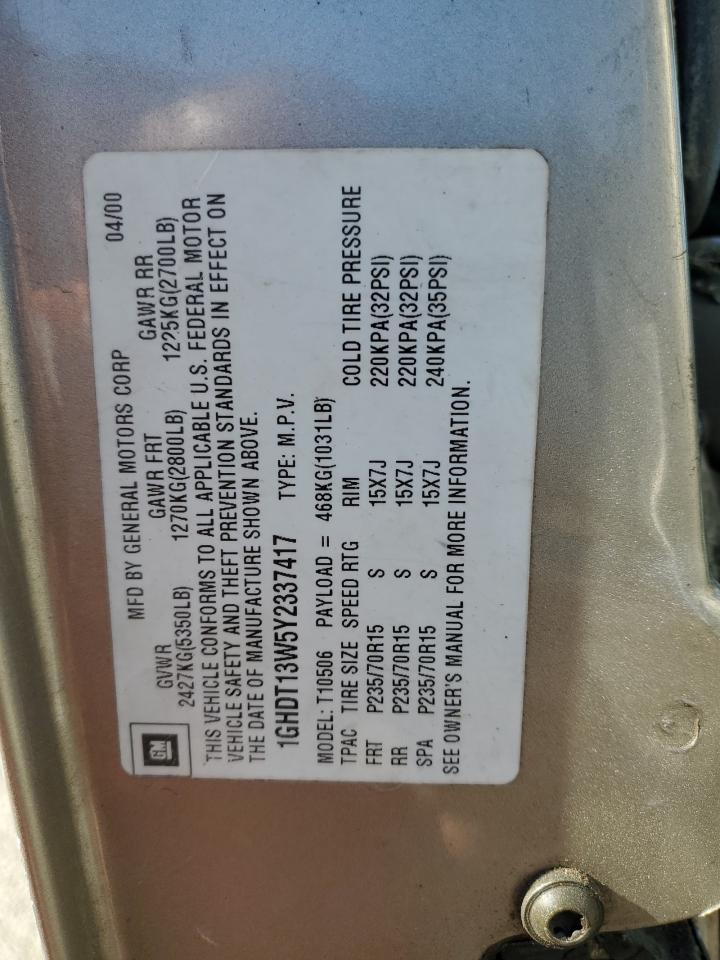 MFD BY GENERAL MOTORS CORP 04/00
GM
GVWR GAWR FRT GAWR RR
2427KG(5350LB) 1270KG(2800LB) 1225KG(2700LB)
THIS VEHICLE CONFORMS TO ALL APPLICABLE U.S. FEDERAL MOTOR
VEHICLE SAFETY AND THEFT PREVENTION STANDARDS IN EFFECT ON
THE DATE OF MANUFACTURE SHOWN ABOVE.
1GHDT13W5Y2337417 TYPE: M.P.V.
MODEL: T10506 PAYLOAD = 468KG(1031LB)
TPAC TIRE SIZE SPEED RTG RIM COLD TIRE PRESSURE
FRT P235/70R15 S 15X7J 220KPA(32PSI)
RR P235/70R15 S 15X7J 220KPA(32PSI)
SPA P235/70R15 S 15X7J 240KPA(35PSI)
SEE OWNER'S MANUAL FOR MORE INFORMATION.